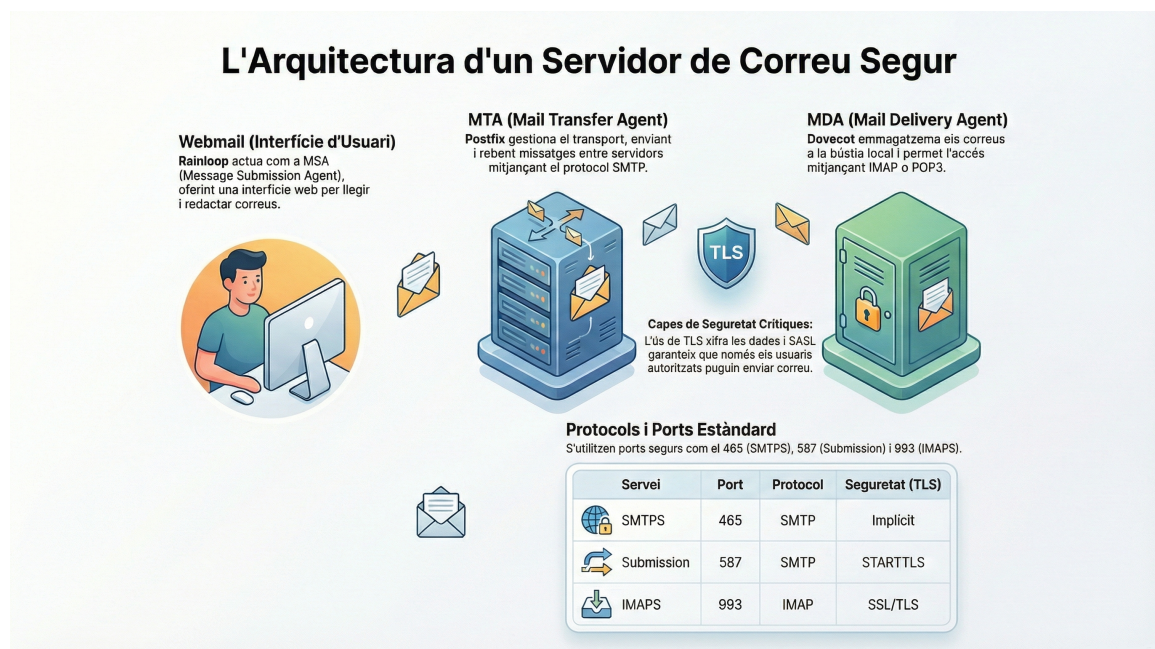 L'Arquitectura d'un Servidor de Correu Segur
Webmail (Interfície d'Usuari)
Rainloop actua com a MSA
(Message Submission Agent),
oferint una interficie web per llegir
i redactar correus.
MTA (Mail Transfer Agent)
Postfix gestiona el transport, enviant
i rebent missatges entre servidors
mitjançant el protocol SMTP.
MDA (Mail Delivery Agent)
Dovecot emmagatzema eis correus
a la bústia local i permet l'accés
mitjançant IMAP o POP3.
TLS
Capes de Seguretat Crítiques:
L'ús de TLS xifra les dades i SASL
garanteix que només eis usuaris
autoritzats puguin enviar correu.
Protocols i Ports Estàndard
S'utilitzen ports segurs com el 465 (SMTPS), 587 (Submission) i 993 (IMAPS).
Servei Port Protocol Seguretat (TLS)
SMTPS 465 SMTP Implícit
Submission 587 SMTP STARTTLS
IMAPS 993 IMAP SSL/TLS